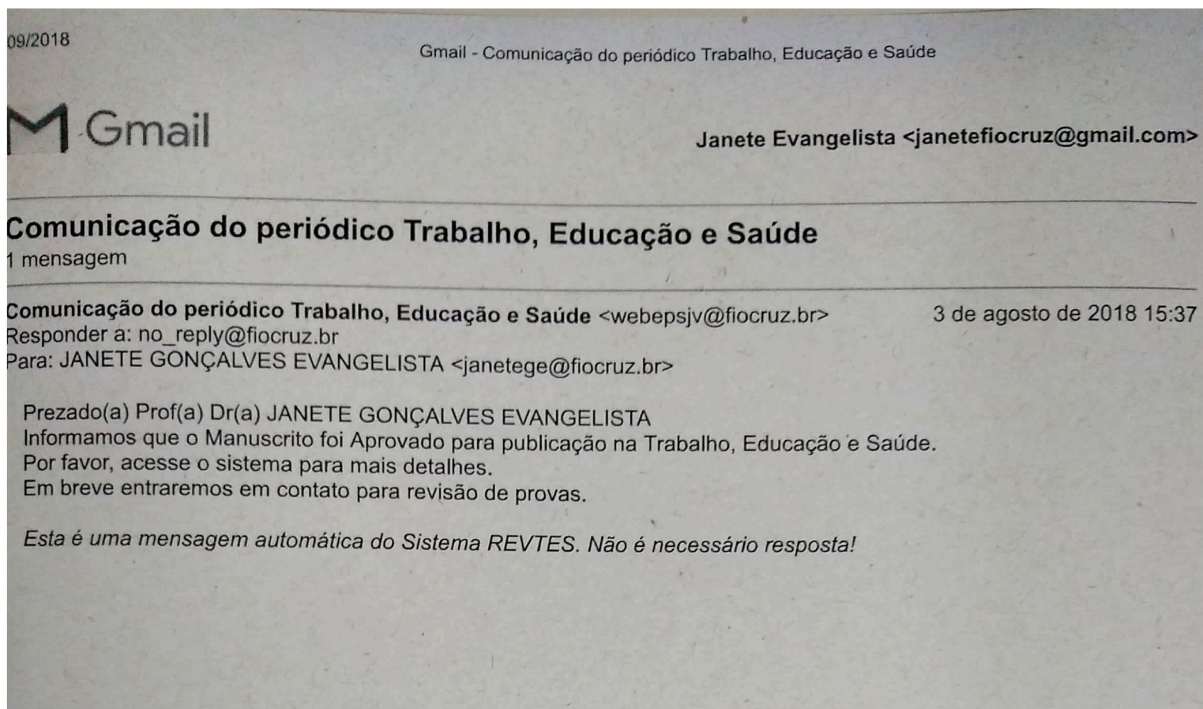 09/2018
Gmail - Comunicação do periódico Trabalho, Educação e Saúde
Gmail
Janete Evangelista <janetefiocruz@gmail.com>
Comunicação do periódico Trabalho, Educação e Saúde
1 mensagem
Comunicação do periódico Trabalho, Educação e Saúde <webepsjv@fiocruz.br>
3 de agosto de 2018 15:37
Responder a: no_reply@fiocruz.br
Para: JANETE GONÇALVES EVANGELISTA <janetege@fiocruz.br>
Prezado(a) Prof(a) Dr(a) JANETE GONÇALVES EVANGELISTA
Informamos que o Manuscrito foi Aprovado para publicação na Trabalho, Educação e Saúde.
Por favor, acesse o sistema para mais detalhes.
Em breve entraremos em contato para revisão de provas.
Esta é uma mensagem automática do Sistema REVTES. Não é necessário resposta!